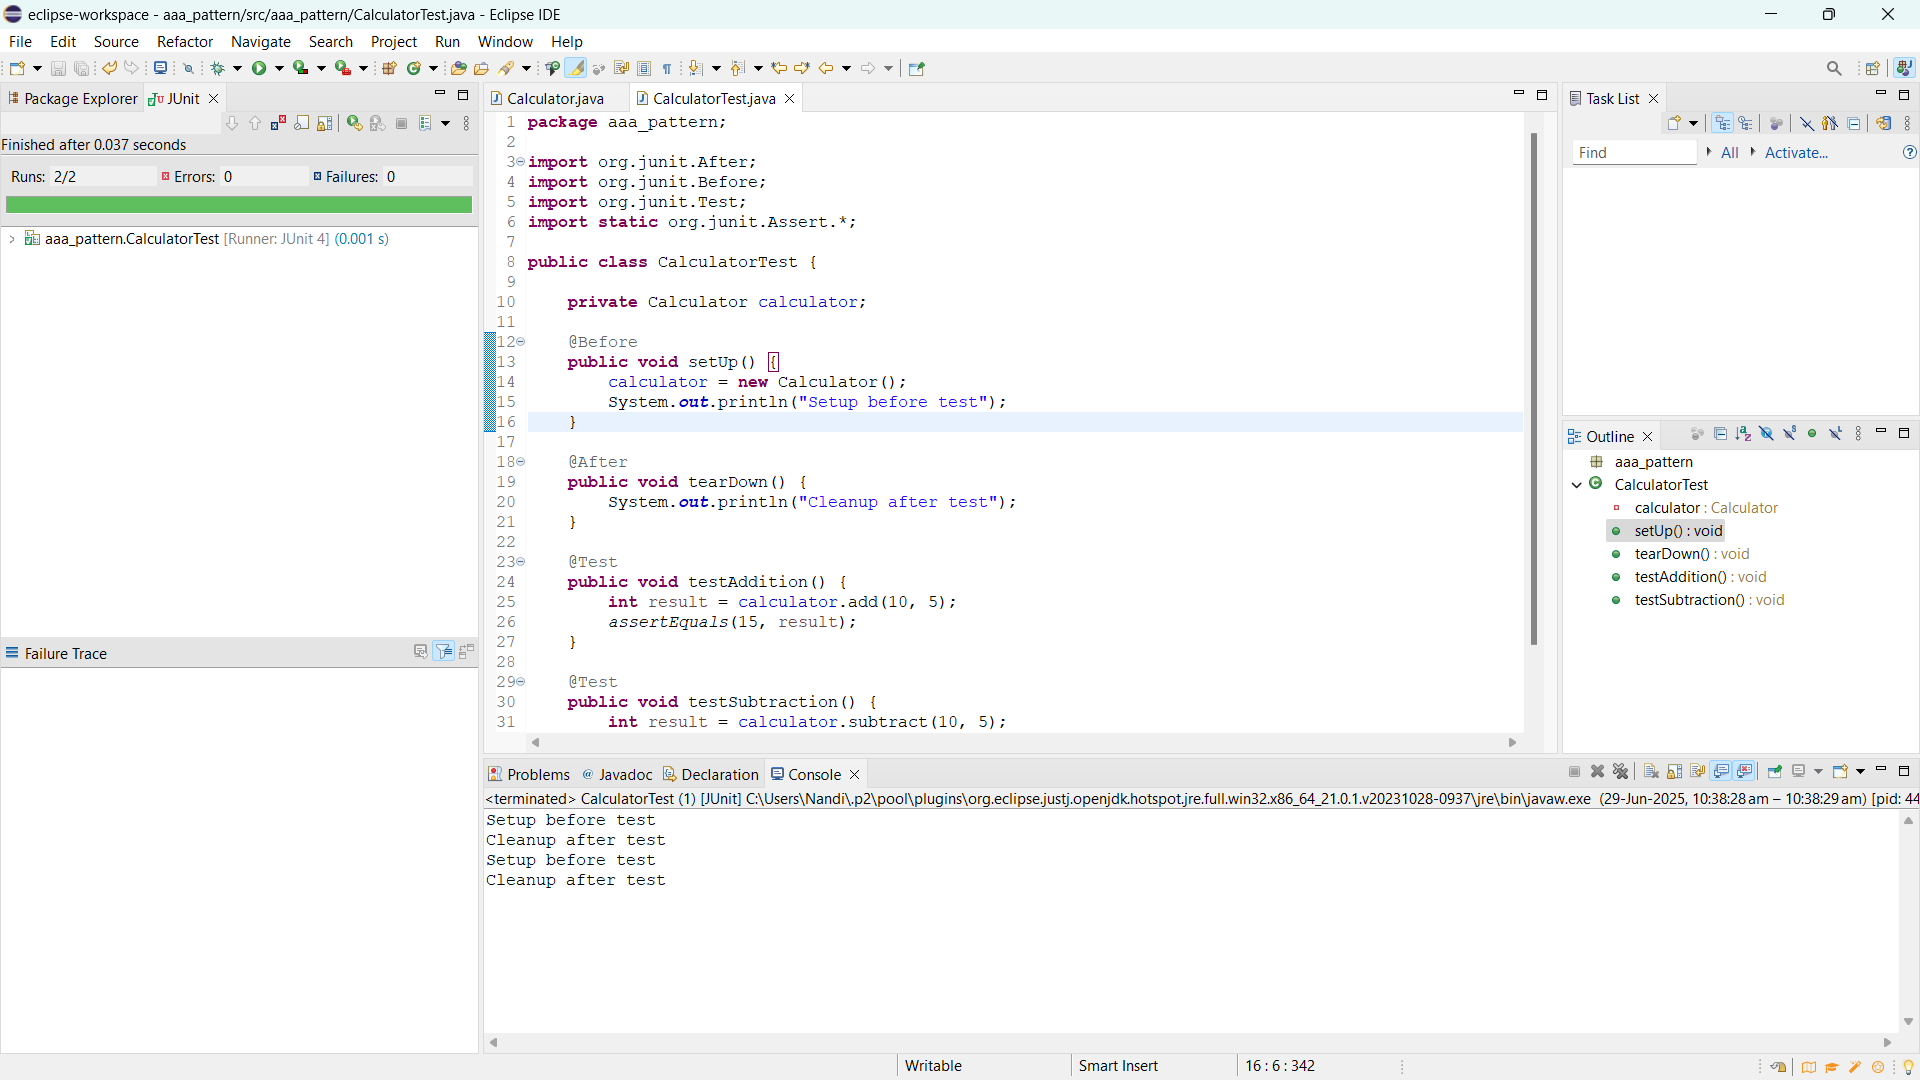 eclipse-workspace - aaa_pattern/src/aaa_pattern/CalculatorTest.java - Eclipse IDE
File Edit Source Refactor Navigate Search Project Run Window Help
Package Explorer JUnit
Finished after 0.037 seconds
Runs: 2/2 Errors: 0 Failures: 0
aaa_pattern.CalculatorTest [Runner: JUnit 4] (0.001 s)
Failure Trace
Calculator.java CalculatorTest.java
1 package aaa_pattern;
2
3 import org.junit.After;
4 import org.junit.Before;
5 import org.junit.Test;
6 import static org.junit.Assert.*;
7
8 public class CalculatorTest {
9
10 private Calculator calculator;
11
12 @Before
13 public void setUp() {
14 calculator = new Calculator();
15 System.out.println("Setup before test");
16 }
17
18 @After
19 public void tearDown() {
20 System.out.println("Cleanup after test");
21 }
22
23 @Test
24 public void testAddition() {
25 int result = calculator.add(10, 5);
26 assertEquals(15, result);
27 }
28
29 @Test
30 public void testSubtraction() {
31 int result = calculator.subtract(10, 5);
Task List
Find All Activate...
Outline
aaa_pattern
CalculatorTest
calculator : Calculator
setUp() : void
tearDown() : void
testAddition() : void
testSubtraction() : void
Problems Javadoc Declaration Console
<terminated> CalculatorTest (1) [JUnit] C:\Users\Nandi\.p2\pool\plugins\org.eclipse.justj.openjdk.hotspot.jre.full.win32.x86_64_21.0.1.v20231028-0937\jre\bin\javaw.exe (29-Jun-2025, 10:38:28 am – 10:38:29 am) [pid: 44
Setup before test
Cleanup after test
Setup before test
Cleanup after test
Writable Smart Insert 16 : 6 : 342